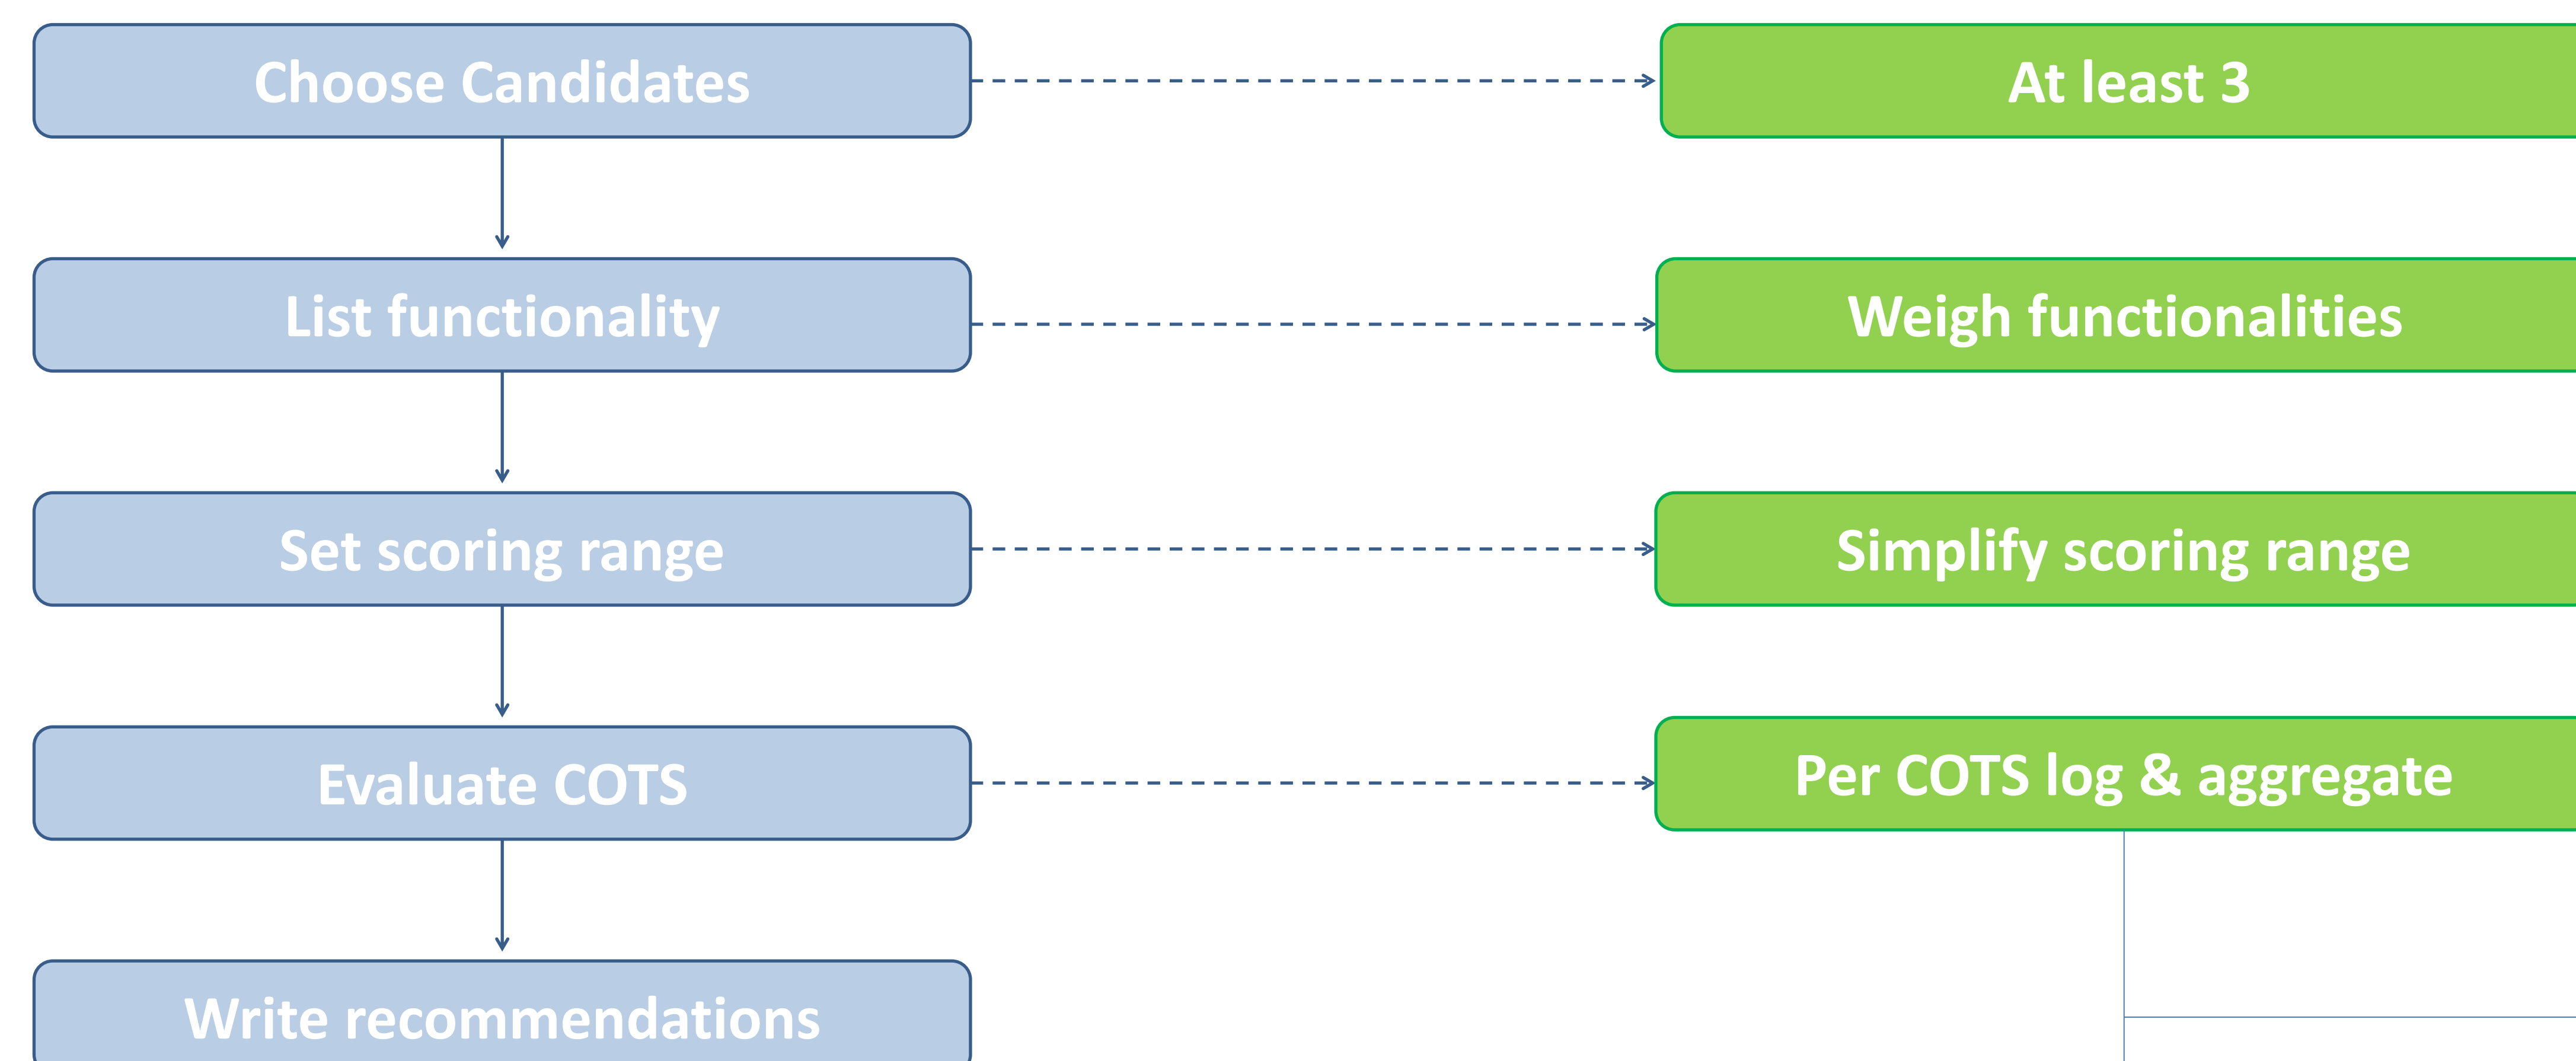 Choose Candidates
At least 3
List functionality
Weigh functionalities
Set scoring range
Simplify scoring range
Evaluate COTS
Per COTS log & aggregate
Write recommendations